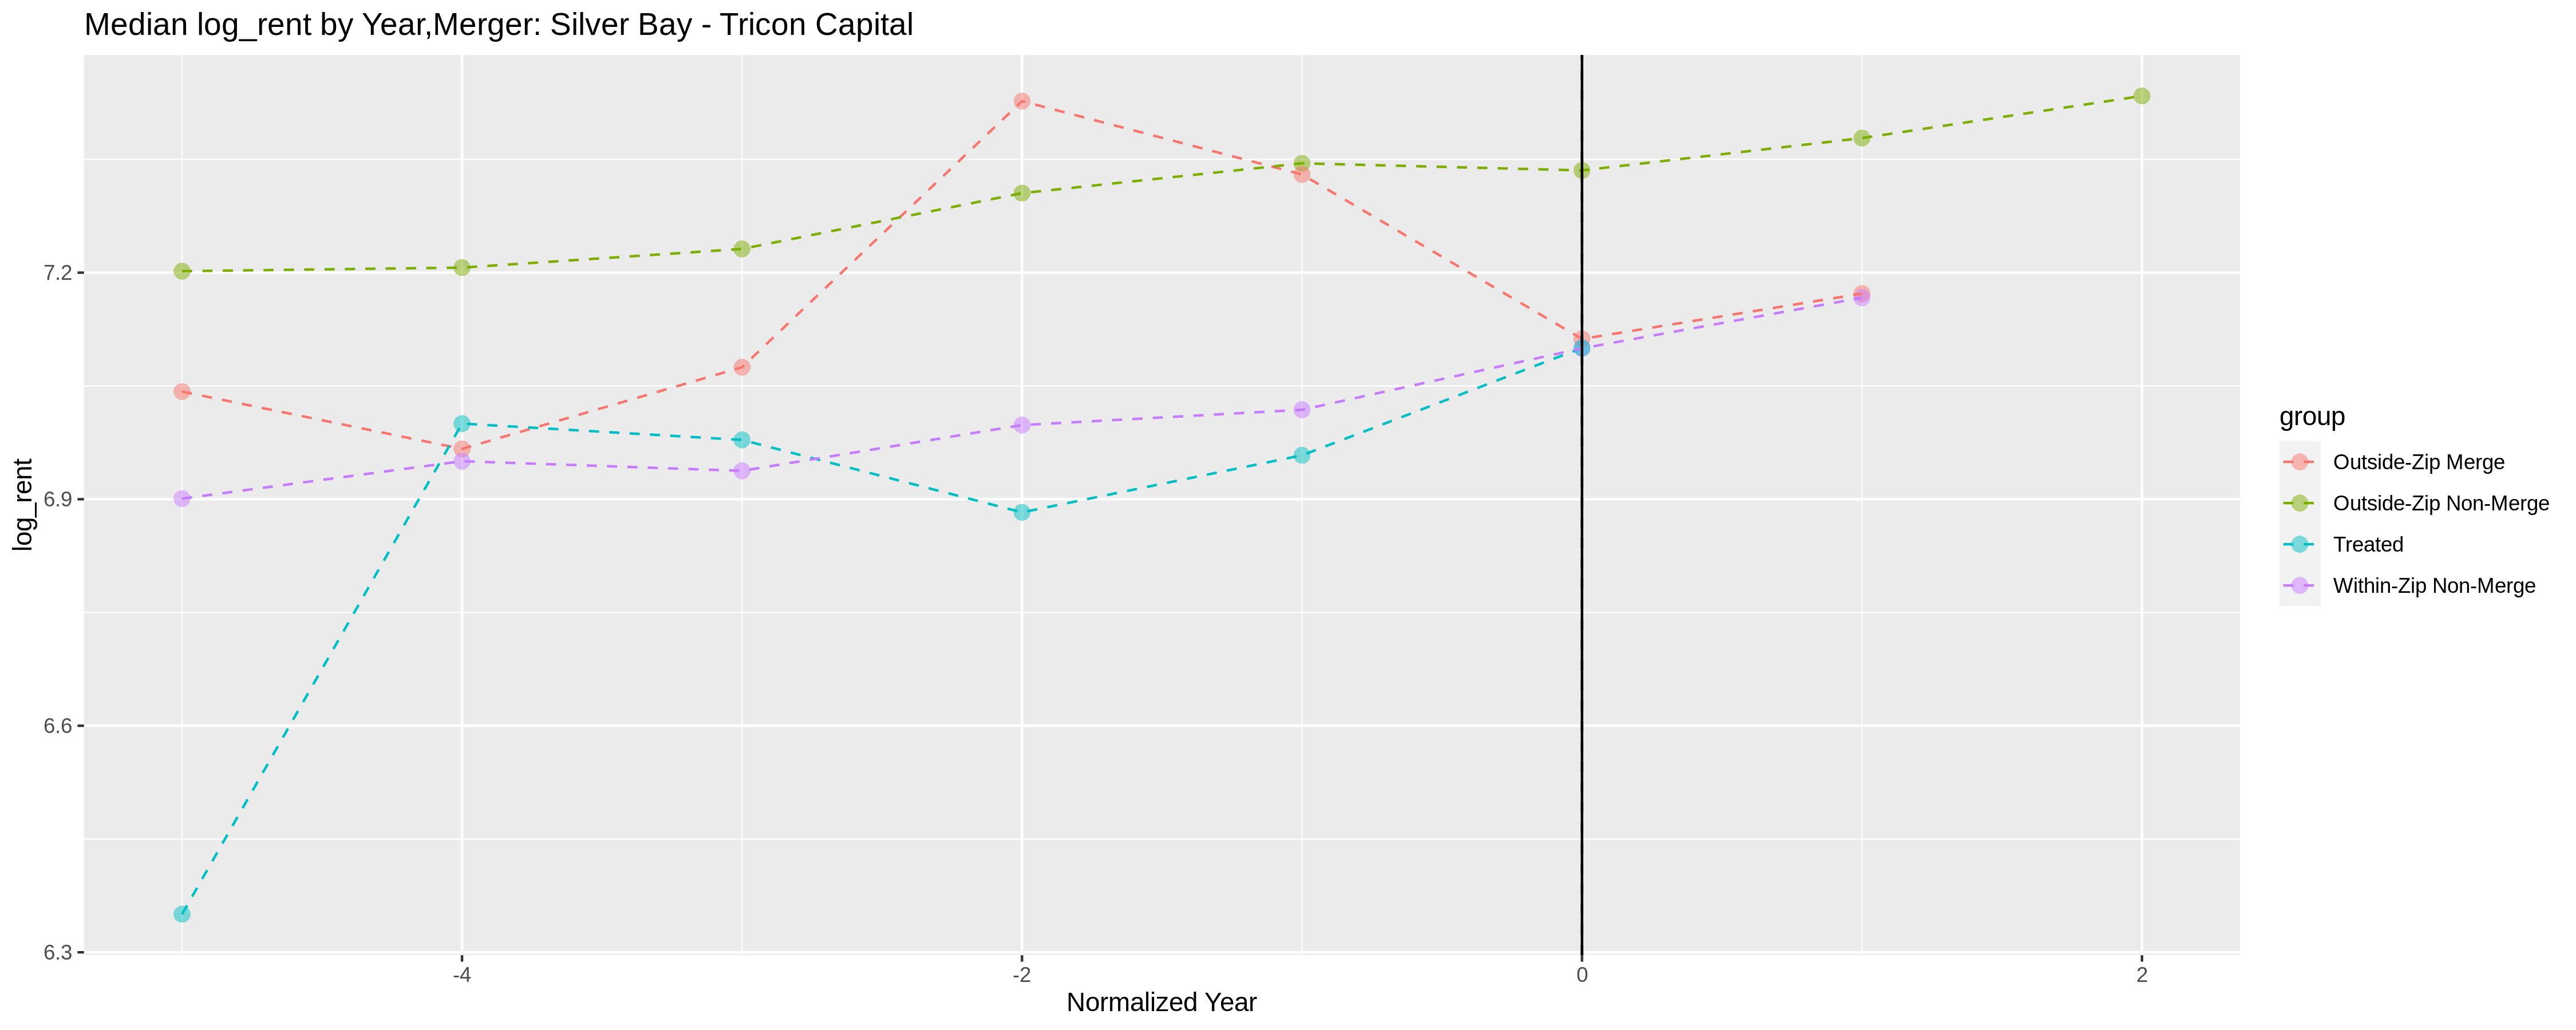 Median log_rent by Year,Merger: Silver Bay - Tricon Capital
log_rent
7.2
6.9
6.6
6.3
-4
-2
0
2
Normalized Year
group
Outside-Zip Merge
Outside-Zip Non-Merge
Treated
Within-Zip Non-Merge